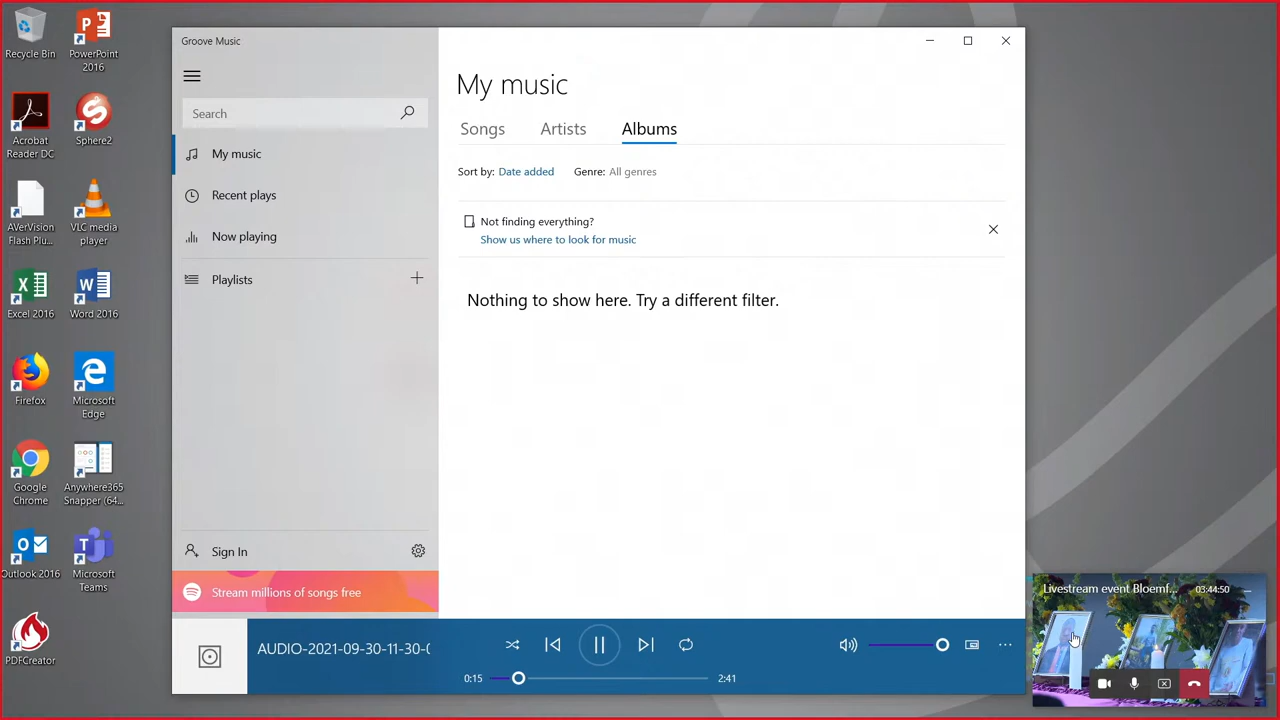 Recycle Bin
PowerPoint
2016
Acrobat
Reader DC
Sphere2
AVerVision
Flash Plu...
VLC media
player
Excel 2016
Word 2016
Firefox
Microsoft
Edge
Google
Chrome
Anywhere365
Snapper (64...
Outlook 2016
Microsoft
Teams
PDFCreator
Groove Music
Search
My music
Recent plays
Now playing
Playlists
Sign In
Stream millions of songs free
My music
Songs Artists Albums
Sort by: Date added Genre: All genres
Not finding everything?
Show us where to look for music
Nothing to show here. Try a different filter.
AUDIO-2021-09-30-11-30-0
0:15 2:41
Livestream event Bloemf... 03:44:50